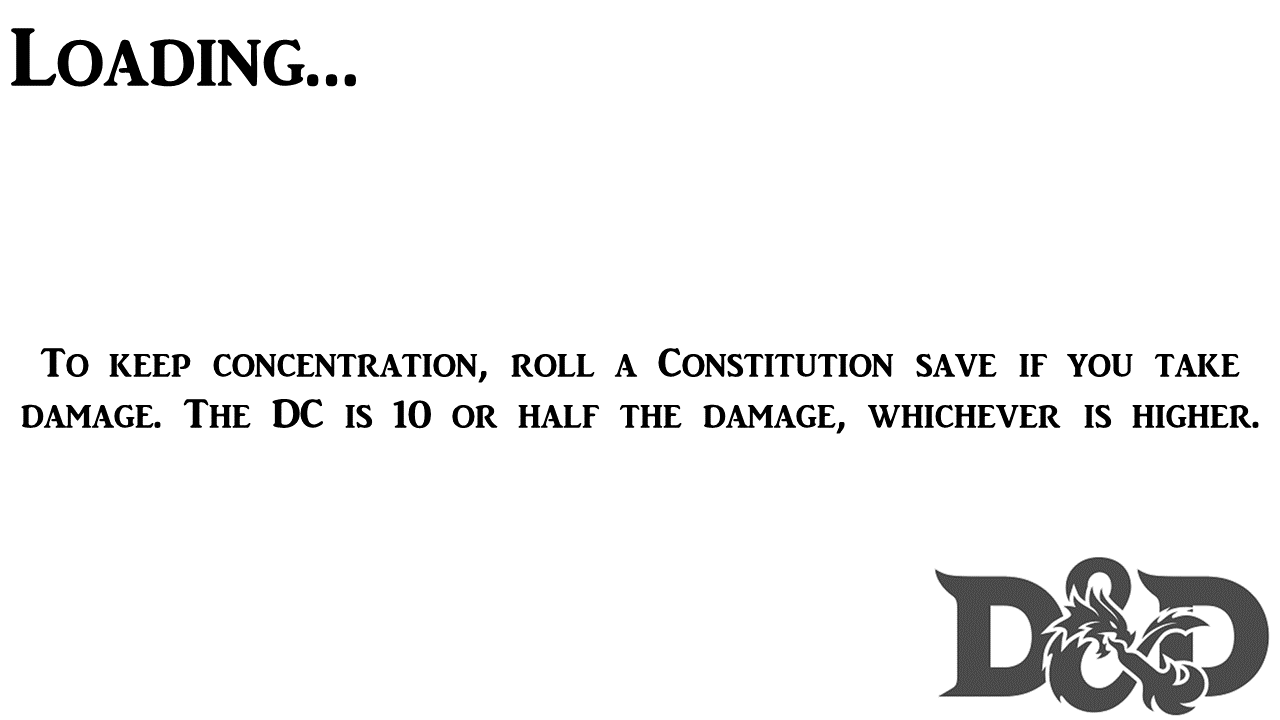 Loading...
To keep concentration, roll a Constitution save if you take
damage. The DC is 10 or half the damage, whichever is higher.
D&D